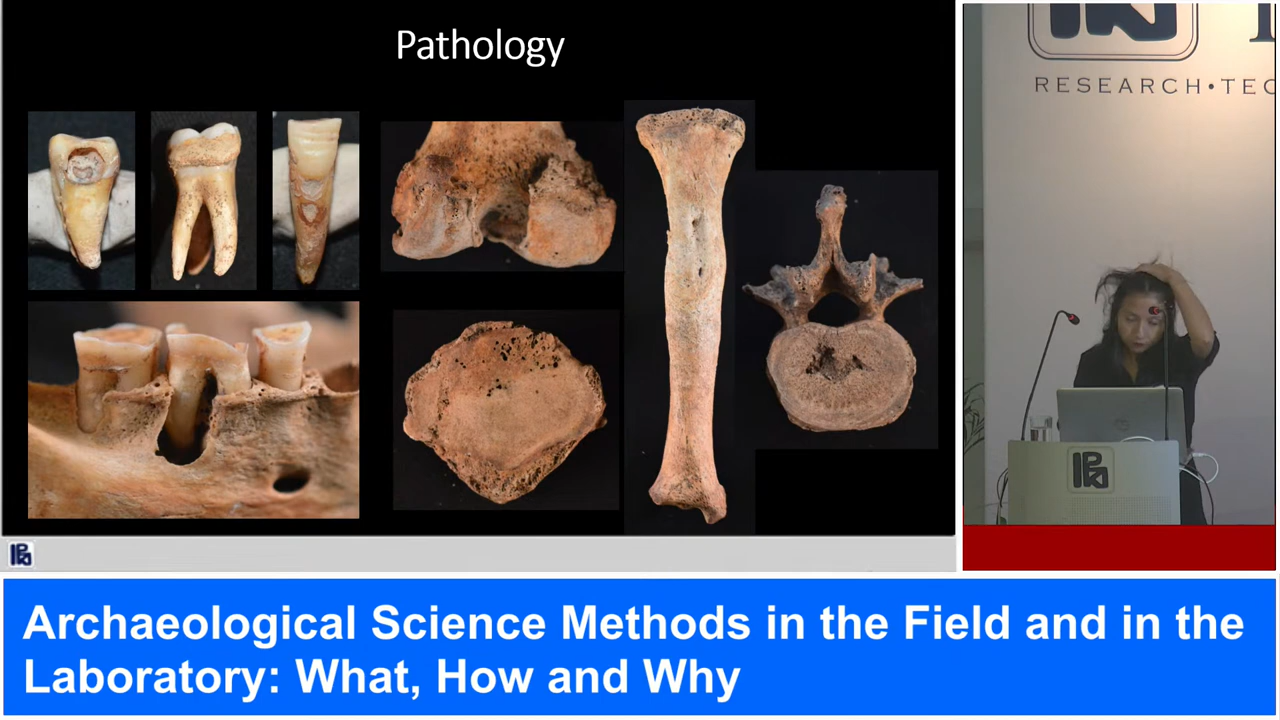 Pathology
RESEARCH•TEC
Archaeological Science Methods in the Field and in the
Laboratory: What, How and Why